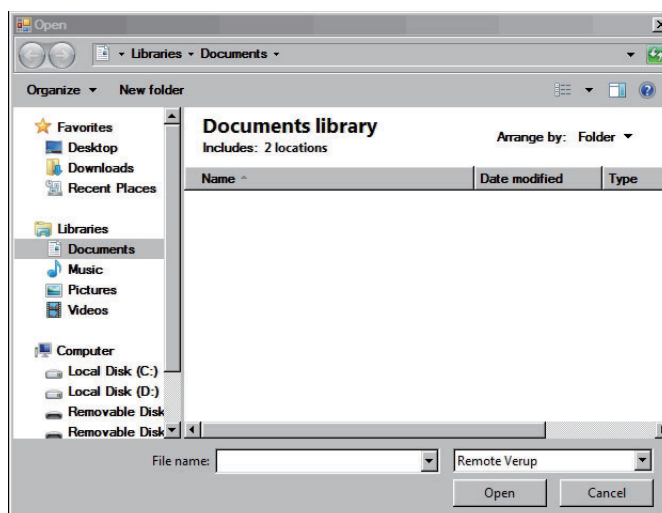 Open
Libraries Documents
Organize New folder
Favorites
Desktop
Downloads
Recent Places
Libraries
Documents
Music
Pictures
Videos
Computer
Local Disk (C:)
Local Disk (D:)
Removable Disk
Removable Disk
Documents library
Includes: 2 locations
Arrange by: Folder
Name Date modified Type
File name: Remote Verup
Open Cancel